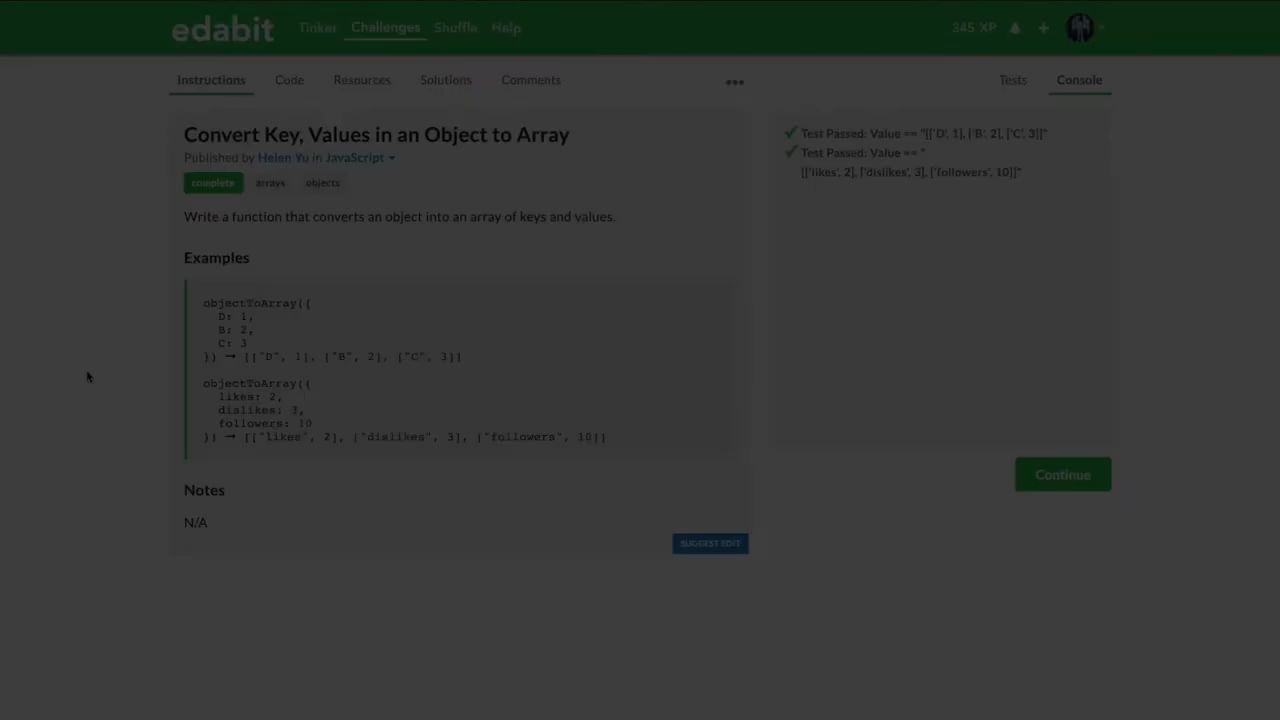 edabit Tinker Challenges Shuffle Help 345 XP
Instructions Code Resources Solutions Comments ••• Tests Console
Convert Key, Values in an Object to Array
Published by Helen Yu in JavaScript
complete arrays objects
Write a function that converts an object into an array of keys and values.
Examples
objectToArray({
D: 1,
B: 2,
C: 3
}) → [["D", 1], ["B", 2], ["C", 3]]
objectToArray({
likes: 2,
dislikes: 3,
followers: 10
}) → [["likes", 2], ["dislikes", 3], ["followers", 10]]
Notes
N/A
SUGGEST EDIT
Test Passed: Value == "[['D', 1], ['B', 2], ['C', 3]]"
Test Passed: Value == "
[['likes', 2], ['dislikes', 3], ['followers', 10]]"
Continue